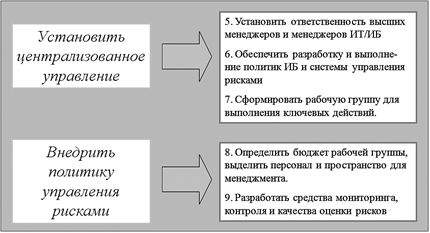 Установить
централизованное
управление
5. Установить ответственность высших
менеджеров и менеджеров ИТ/ИБ
6. Обеспечить разработку и выполне-
ние политик ИБ и системы управления
рисками
7. Сформировать рабочую группу для
выполнения ключевых действий.
Внедрить
политику
управления
рисками
8. Определить бюджет рабочей группы,
выделить персонал и пространство для
менеджмента.
9. Разработать средства мониторинга,
контроля и качества оценки рисков